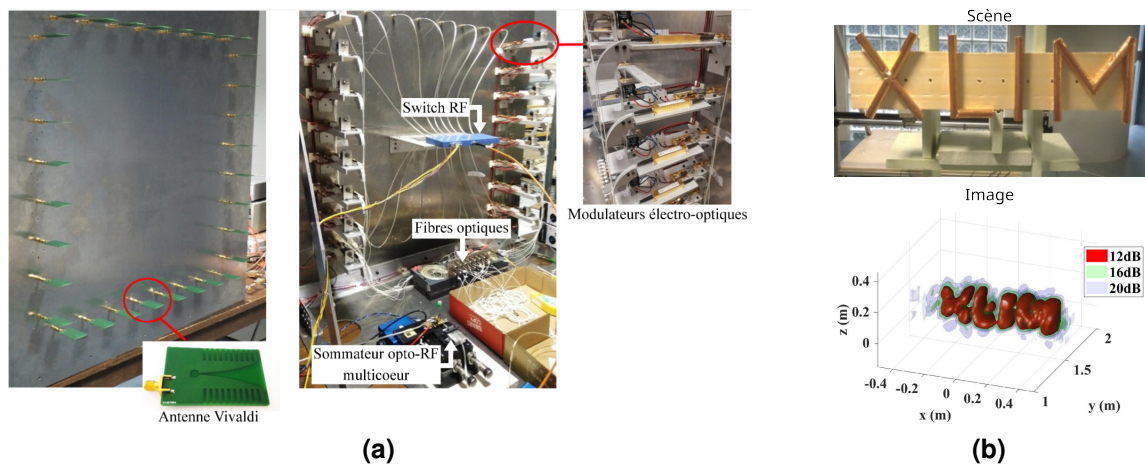 Switch RF
Modulateurs électro-optiques
Fibres optiques
Sommateur opto-RF
multicoeur
Antenne Vivaldi
(a)
Scène
XLIM
Image
12dB
16dB
20dB
z (m)
0.4
0.2
0
-0.4
-0.2
0
0.2
0.4
x (m)
1
1.5
2
y (m)
(b)